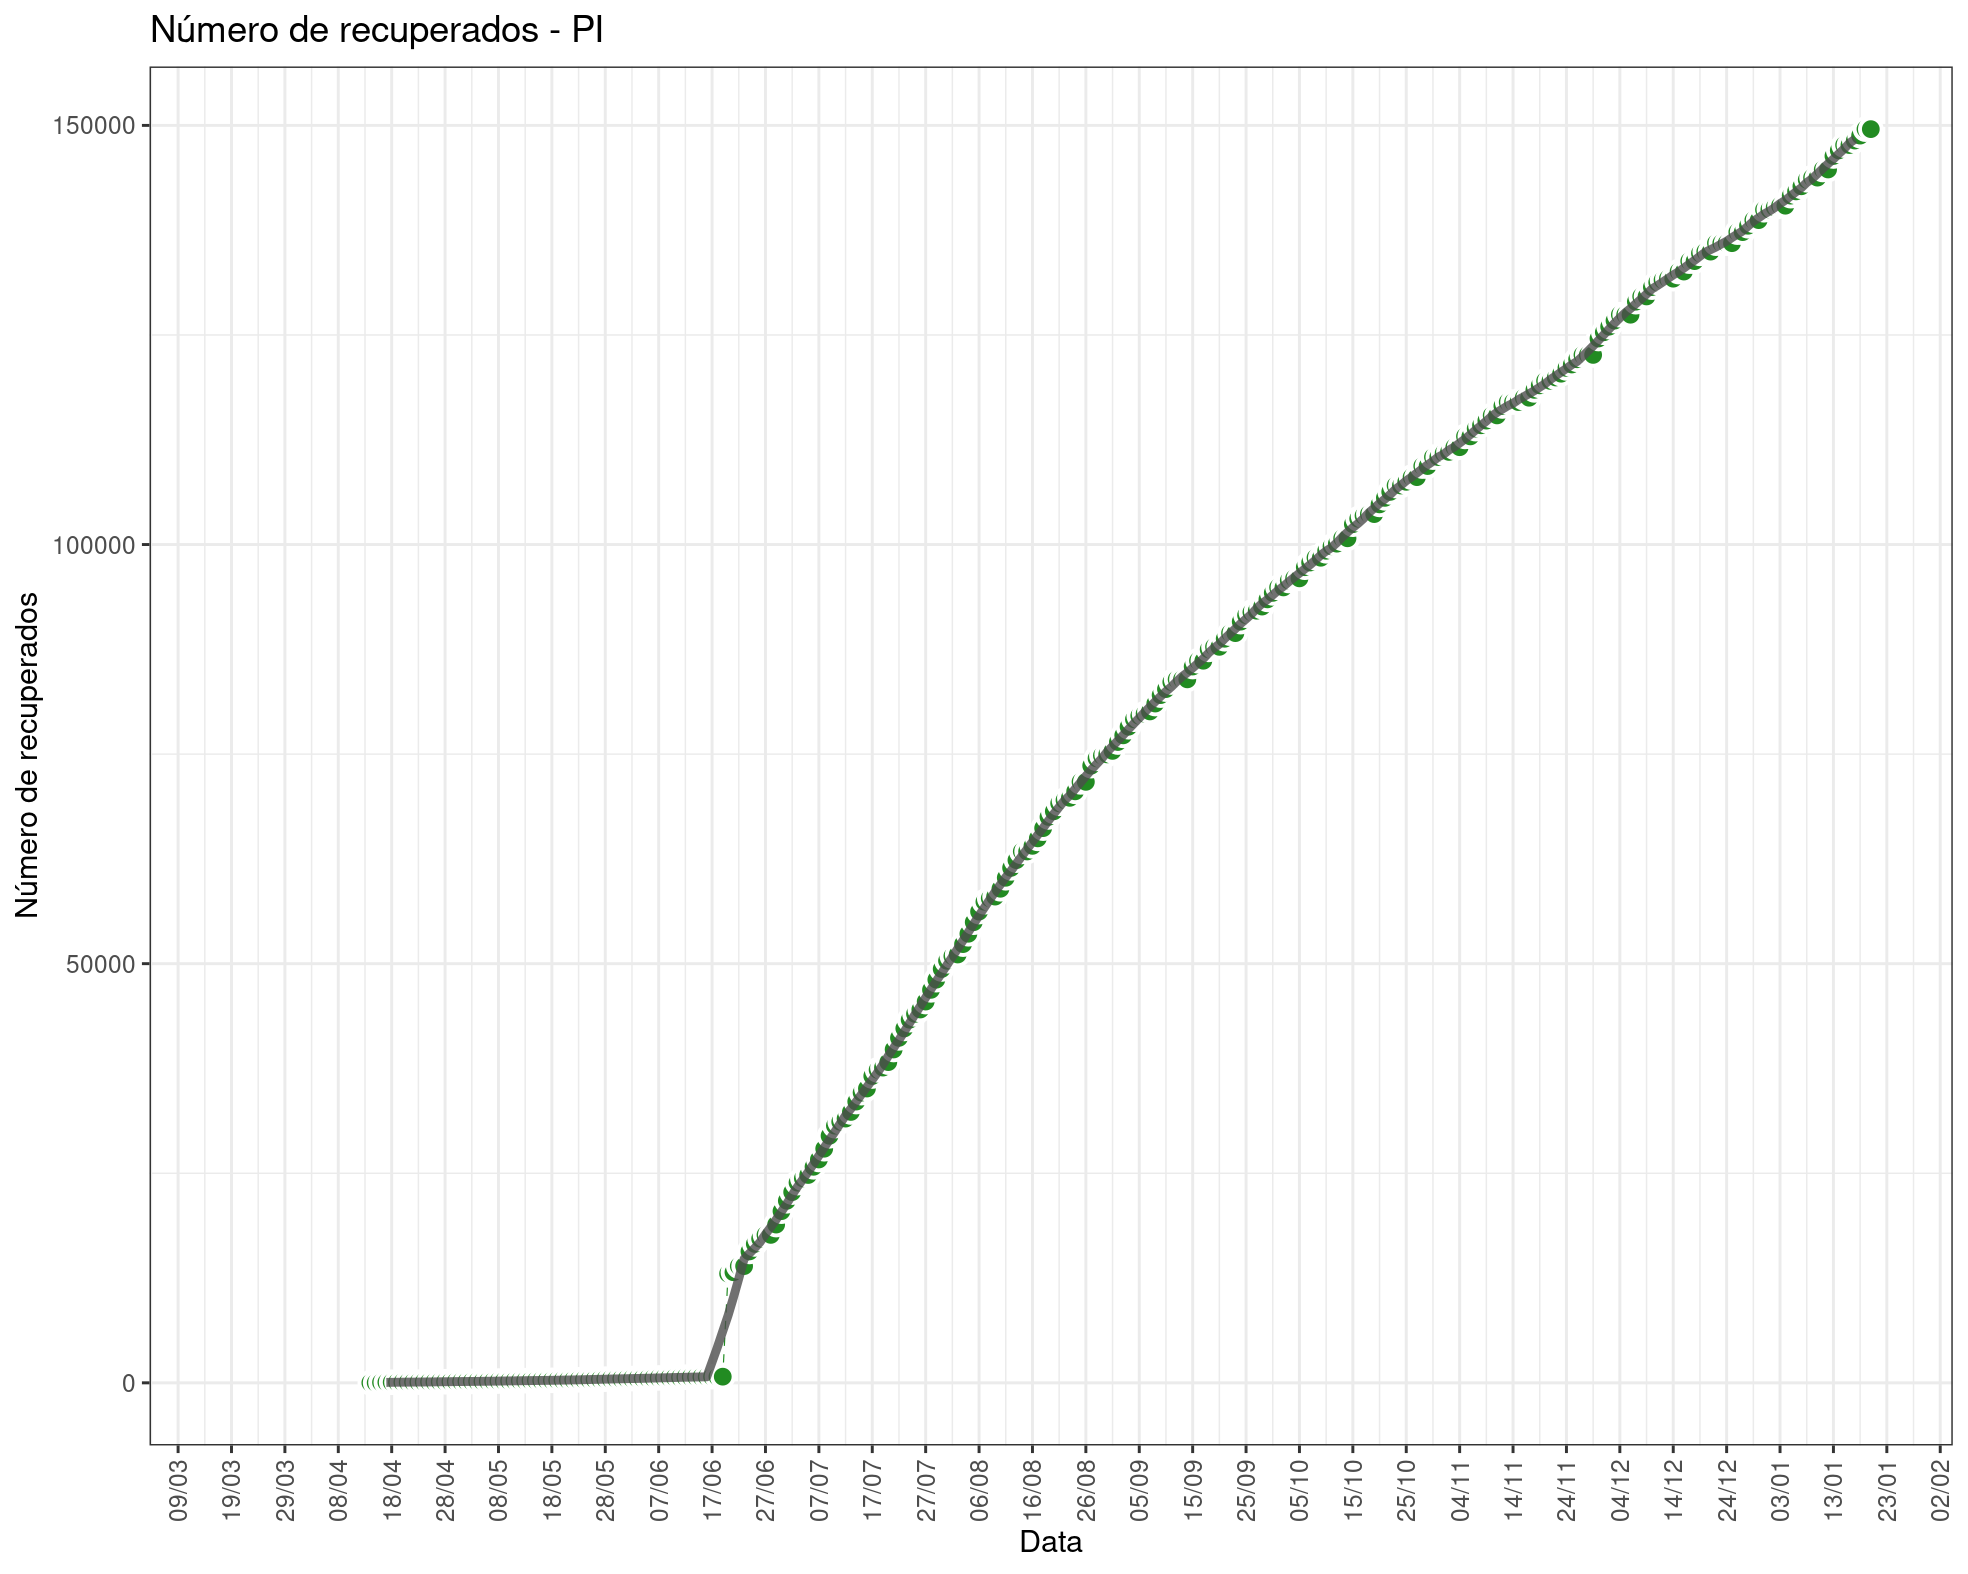 Número de recuperados - PI
Número de recuperados
150000
100000
50000
0
09/03 19/03 29/03 08/04 18/04 28/04 08/05 18/05 28/05 07/06 17/06 27/06 07/07 17/07 27/07 06/08 16/08 26/08 05/09 15/09 25/09 05/10 15/10 25/10 04/11 14/11 24/11 04/12 14/12 24/12 03/01 13/01 23/01 02/02
Data